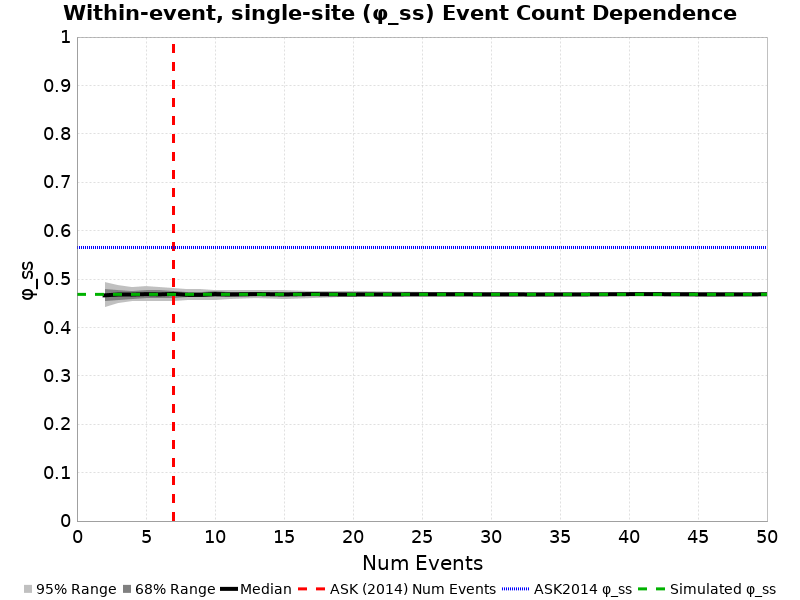 Within-event, single-site (φ_ss) Event Count Dependence
1
0.9
0.8
0.7
0.6
0.5
0.4
0.3
0.2
0.1
0
φ_ss
0 5 10 15 20 25 30 35 40 45 50
Num Events
95% Range 68% Range Median ASK (2014) Num Events ASK2014 φ_ss Simulated φ_ss